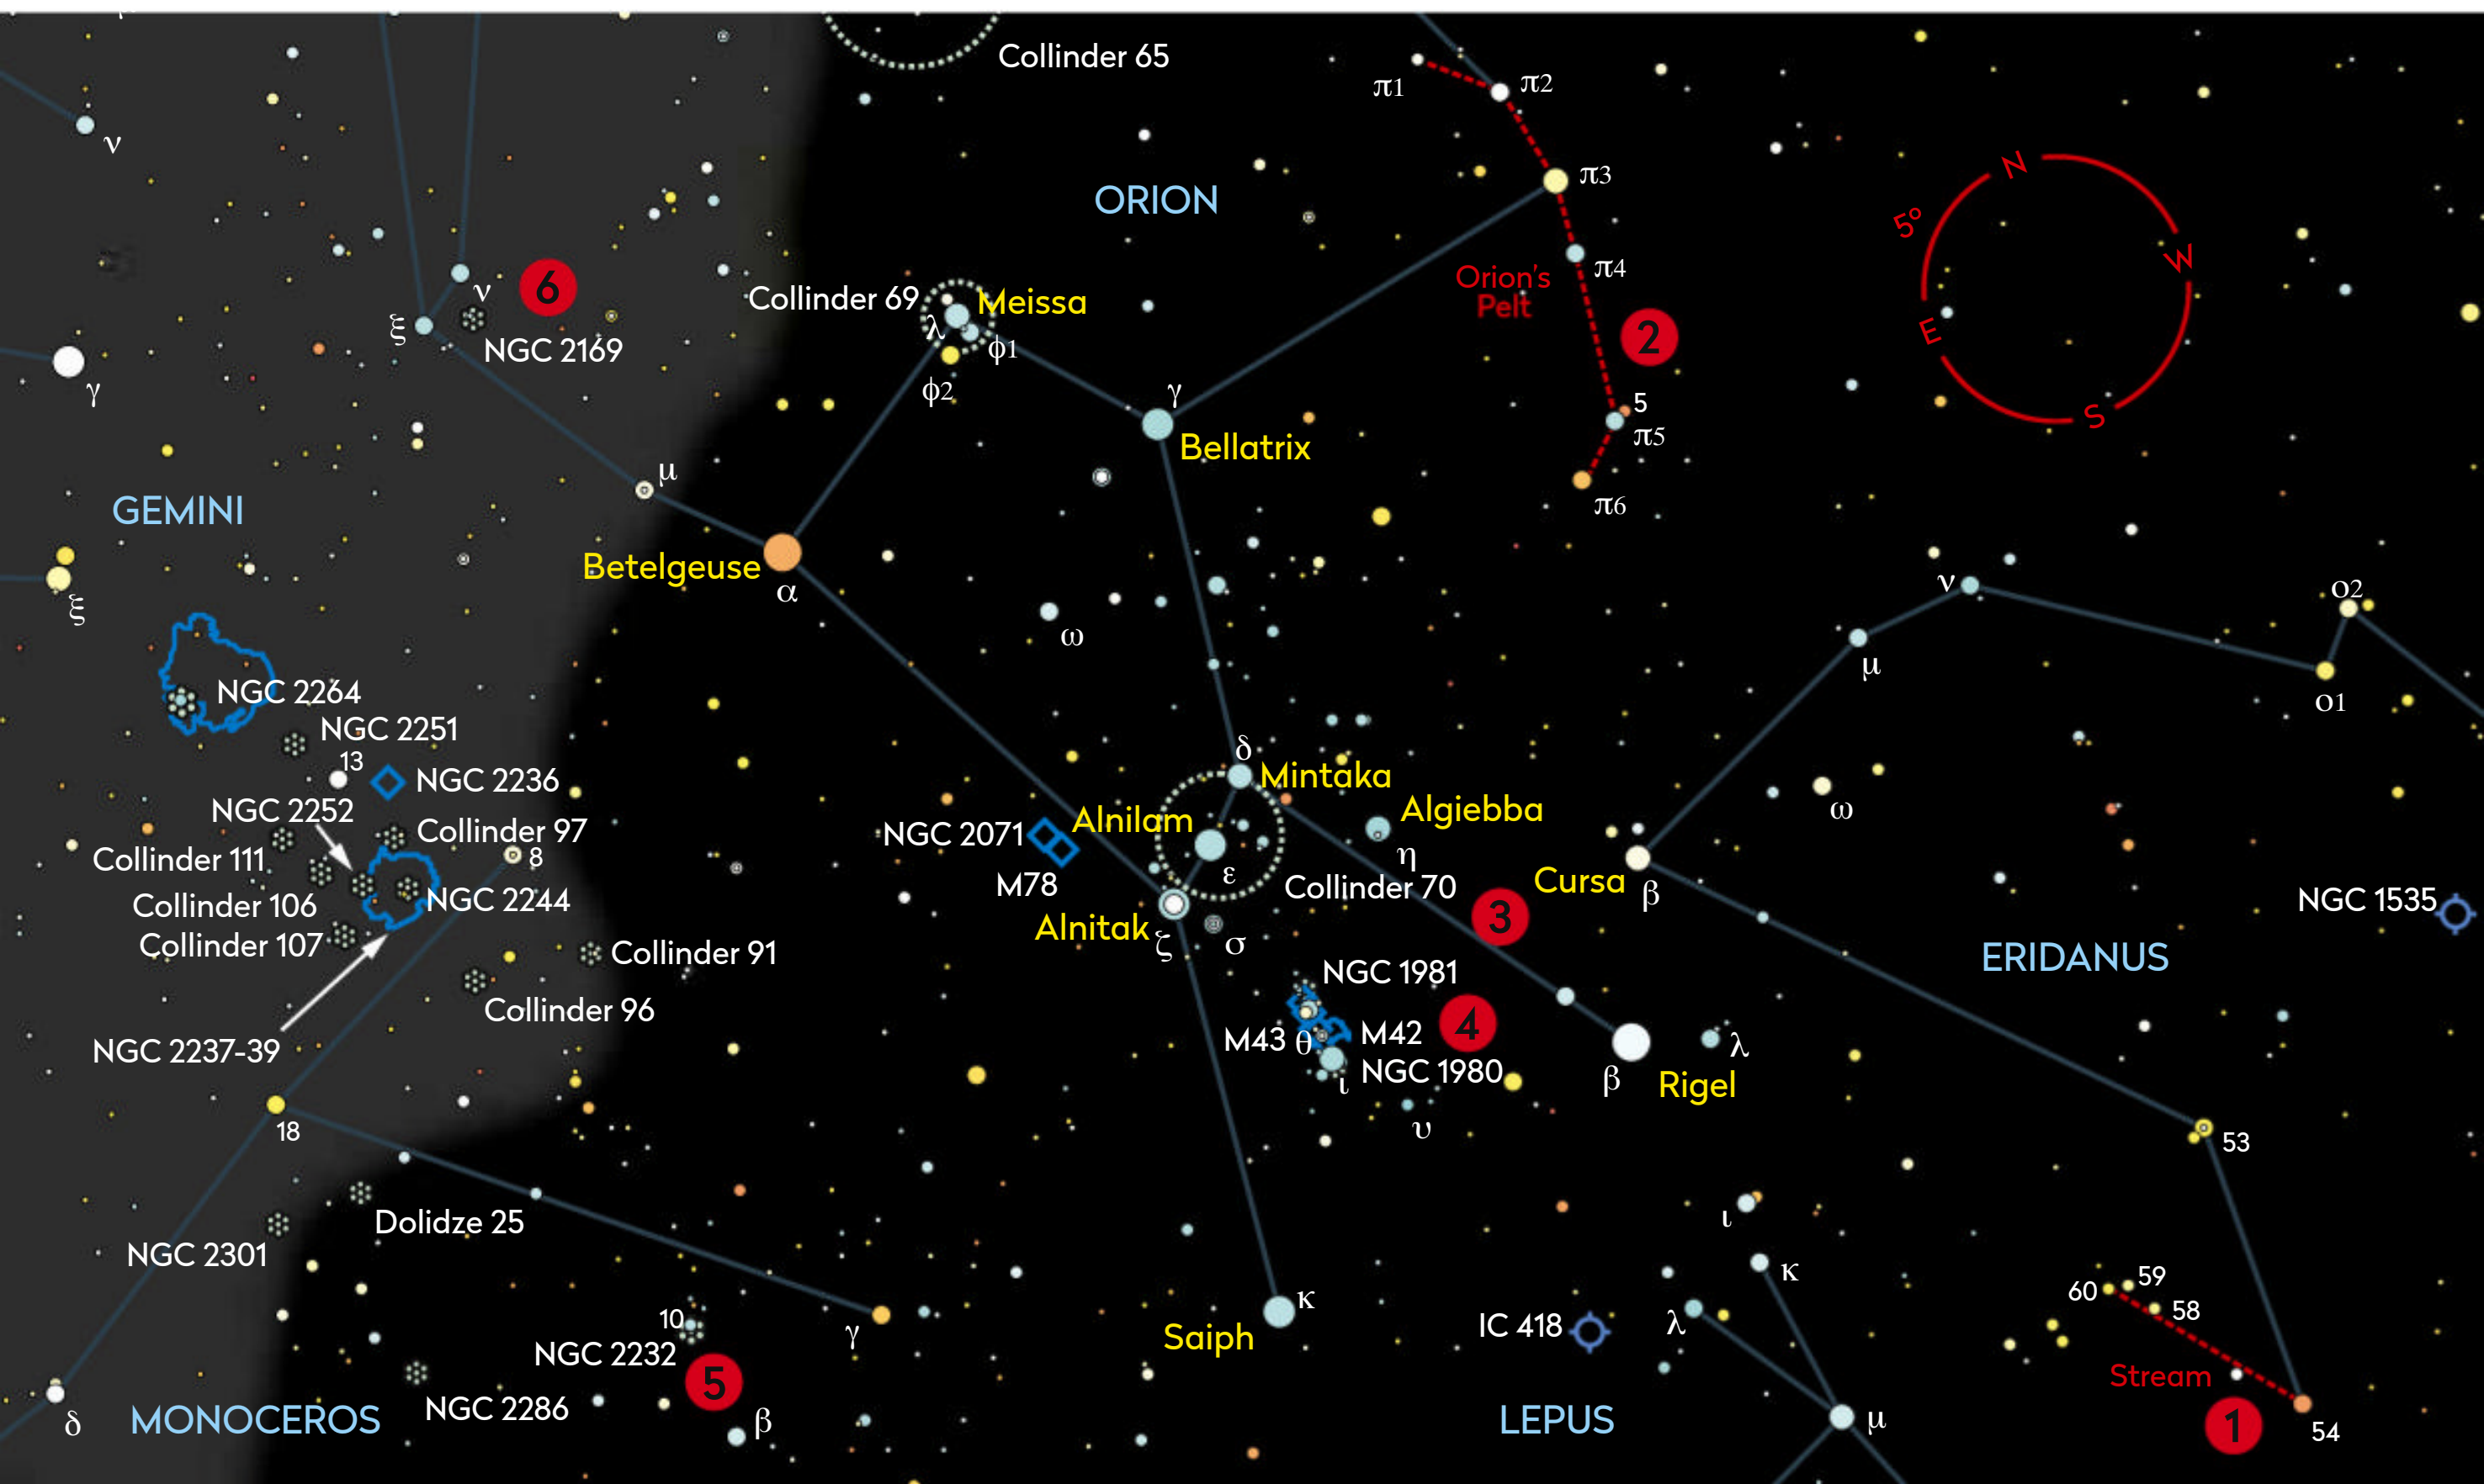 Collinder 65
π1
π2
ν
π3
N
ORION
5°
W
π4
Orion's
Pelt
ν
6
Collinder 69
Meissa
ξ
λ
ϕ1
NGC 2169
2
E
γ
ϕ2
γ
5
π5
S
Bellatrix
μ
GEMINI
π6
Betelgeuse
α
ξ
ν
ο2
ω
μ
ο1
NGC 2264
NGC 2251
13
NGC 2236
δ
Mintaka
NGC 2252
Alnilam
Algiebba
ω
Collinder 97
NGC 2071
8
Collinder 111
η
ε
M78
Collinder 70
Cursa
β
NGC 2244
NGC 1535
Collinder 106
3
Alnitak
Collinder 107
ζ
σ
Collinder 91
ERIDANUS
NGC 1981
Collinder 96
4
M43
θ
M42
λ
NGC 2237-39
ι
NGC 1980
β
Rigel
18
υ
53
Dolidze 25
ι
NGC 2301
κ
59
60
κ
58
10
γ
Saiph
IC 418
λ
NGC 2232
5
Stream
NGC 2286
δ
MONOCEROS
β
LEPUS
μ
1
54